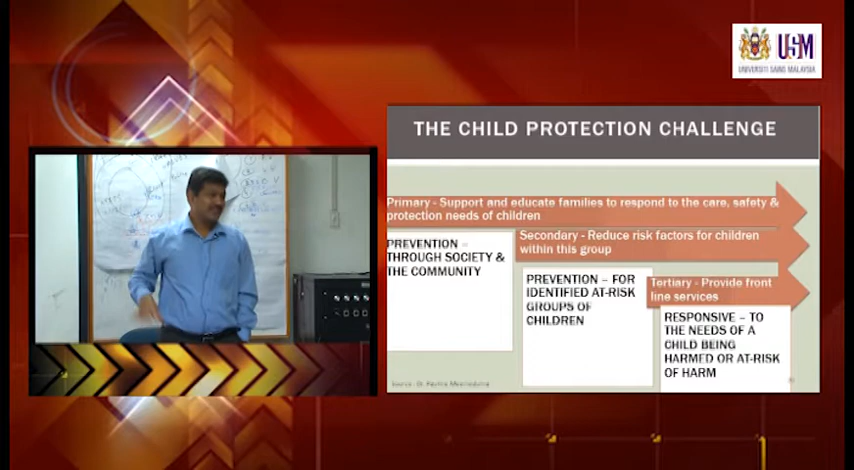 USM
UNIVERSITI SAINS MALAYSIA
THE CHILD PROTECTION CHALLENGE
Primary - Support and educate families to respond to the care, safety &
protection needs of children
PREVENTION –
THROUGH SOCIETY &
THE COMMUNITY
Secondary - Reduce risk factors for children
within this group
PREVENTION – FOR
IDENTIFIED AT-RISK
GROUPS OF
CHILDREN
Tertiary - Provide front
line services
RESPONSIVE – TO
THE NEEDS OF A
CHILD BEING
HARMED OR AT-RISK
OF HARM
Source : Dr.